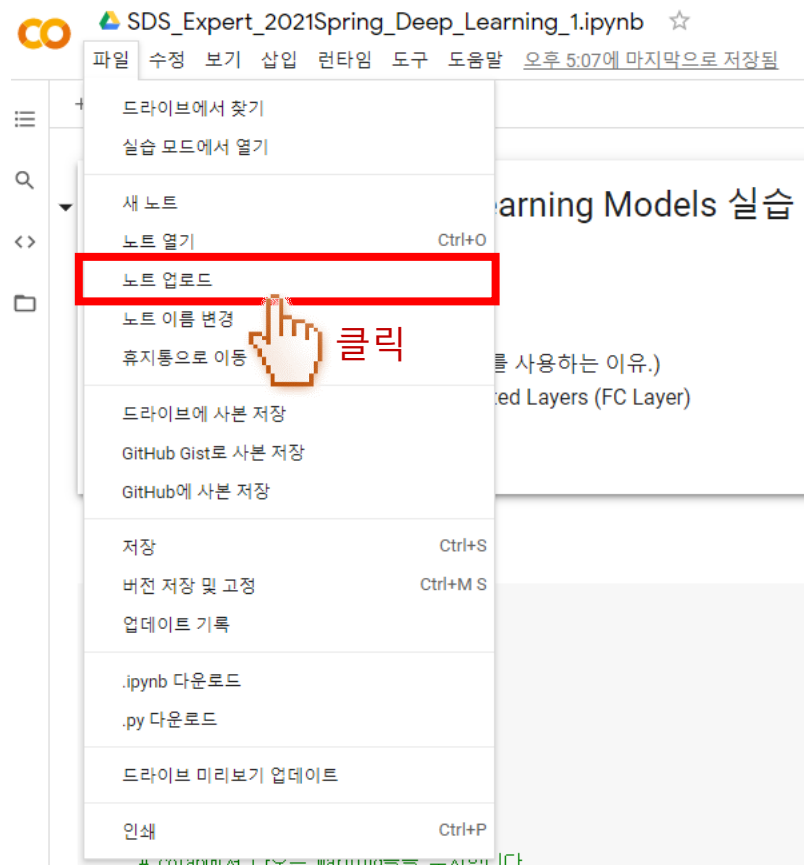 SDS_Expert_2021Spring_Deep_Learning_1.ipynb
파일 수정 보기 삽입 런타임 도구 도움말 오후 5:07에 마지막으로 저장됨
드라이브에서 찾기
실습 모드에서 열기
새 노트
earning Models 실습
노트 열기 Ctrl+O
노트 업로드
노트 이름 변경
클릭
휴지통으로 이동
를 사용하는 이유.)
ted Layers (FC Layer)
드라이브에 사본 저장
GitHub Gist로 사본 저장
GitHub에 사본 저장
저장 Ctrl+S
버전 저장 및 고정 Ctrl+M S
업데이트 기록
.ipynb 다운로드
.py 다운로드
드라이브 미리보기 업데이트
인쇄 Ctrl+P